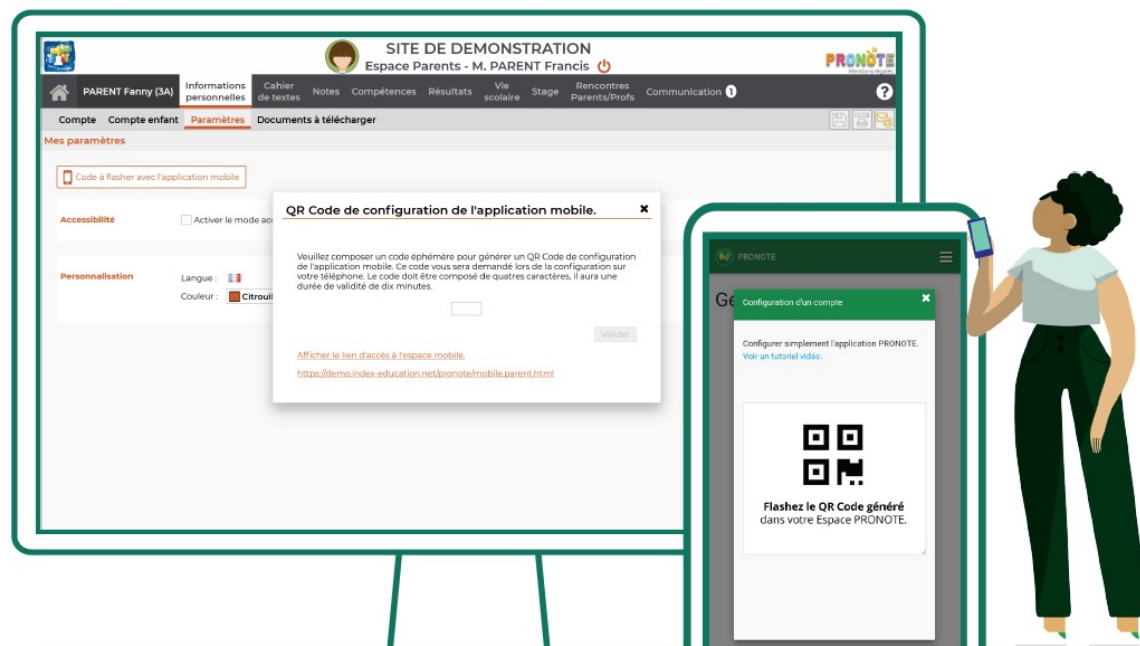 SITE DE DEMONSTRATION
Espace Parents - M. PARENT Francis
PRONOTE
Mentions légales
PARENT Fanny (3A)
Informations personnelles
Cahier de textes
Notes
Compétences
Résultats
Vie scolaire
Stage
Rencontres Parents/Profs
Communication 1
?
Compte Compte enfant Paramètres Documents à télécharger
Mes paramètres
Code à flasher avec l'application mobile
Accessibilité
Activer le mode acc
Personnalisation
Langue :
Couleur : Citrouil
QR Code de configuration de l'application mobile.
Veuillez composer un code éphémère pour générer un QR Code de configuration
de l'application mobile. Ce code vous sera demandé lors de la configuration sur
votre téléphone. Le code doit être composé de quatres caractères, il aura une
durée de validité de dix minutes.
Valider
Afficher le lien d'accès à l'espace mobile.
https://demo.index-education.net/pronote/mobile.parent.html
PRONOTE
Ge
Configuration d'un compte
Configurer simplement l'application PRONOTE.
Voir un tutoriel vidéo.
Flashez le QR Code généré
dans votre Espace PRONOTE.